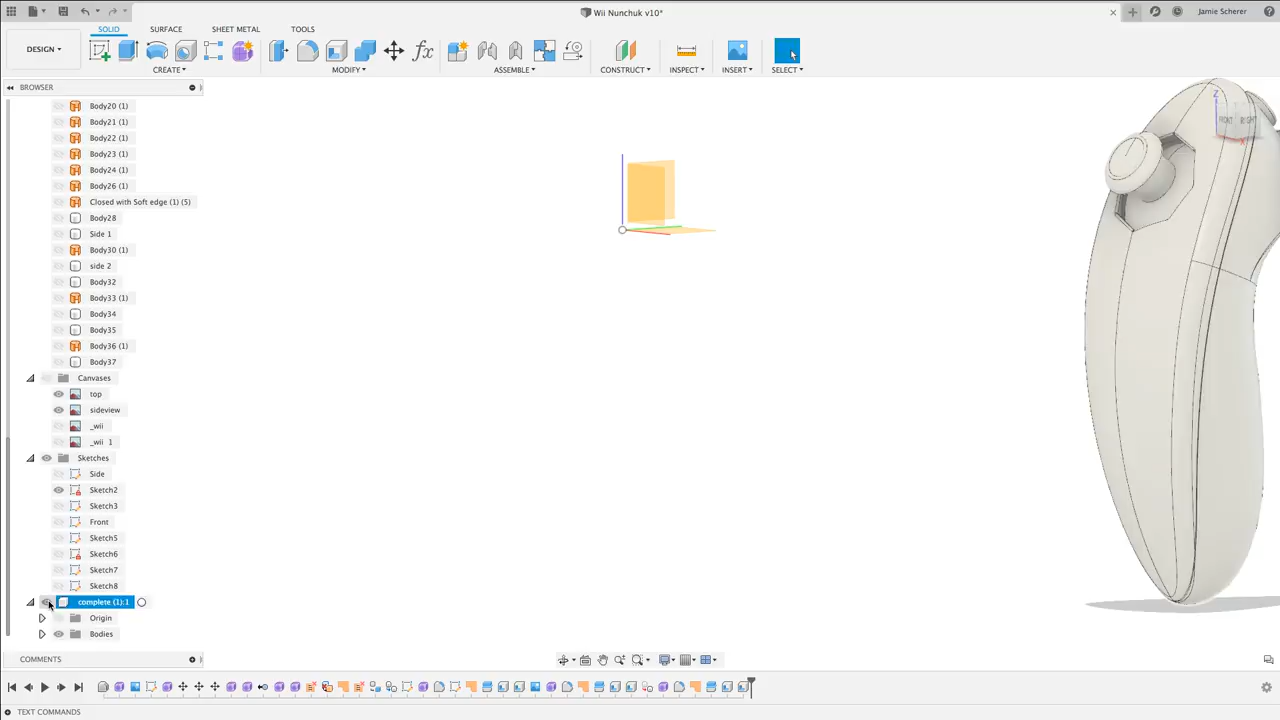 Wii Nunchuk v10*
Jamie Scherer
DESIGN
SOLID
SURFACE
SHEET METAL
TOOLS
CREATE
MODIFY
ASSEMBLE
CONSTRUCT
INSPECT
INSERT
SELECT
BROWSER
Body20 (1)
Body21 (1)
Body22 (1)
Body23 (1)
Body24 (1)
Body26 (1)
Closed with Soft edge (1) (5)
Body28
Side 1
Body30 (1)
side 2
Body32
Body33 (1)
Body34
Body35
Body36 (1)
Body37
Canvases
top
sideview
_wii
_wii 1
Sketches
Side
Sketch2
Sketch3
Front
Sketch5
Sketch6
Sketch7
Sketch8
complete (1):1
Origin
Bodies
Z
FRONT
RIGHT
X
COMMENTS
TEXT COMMANDS